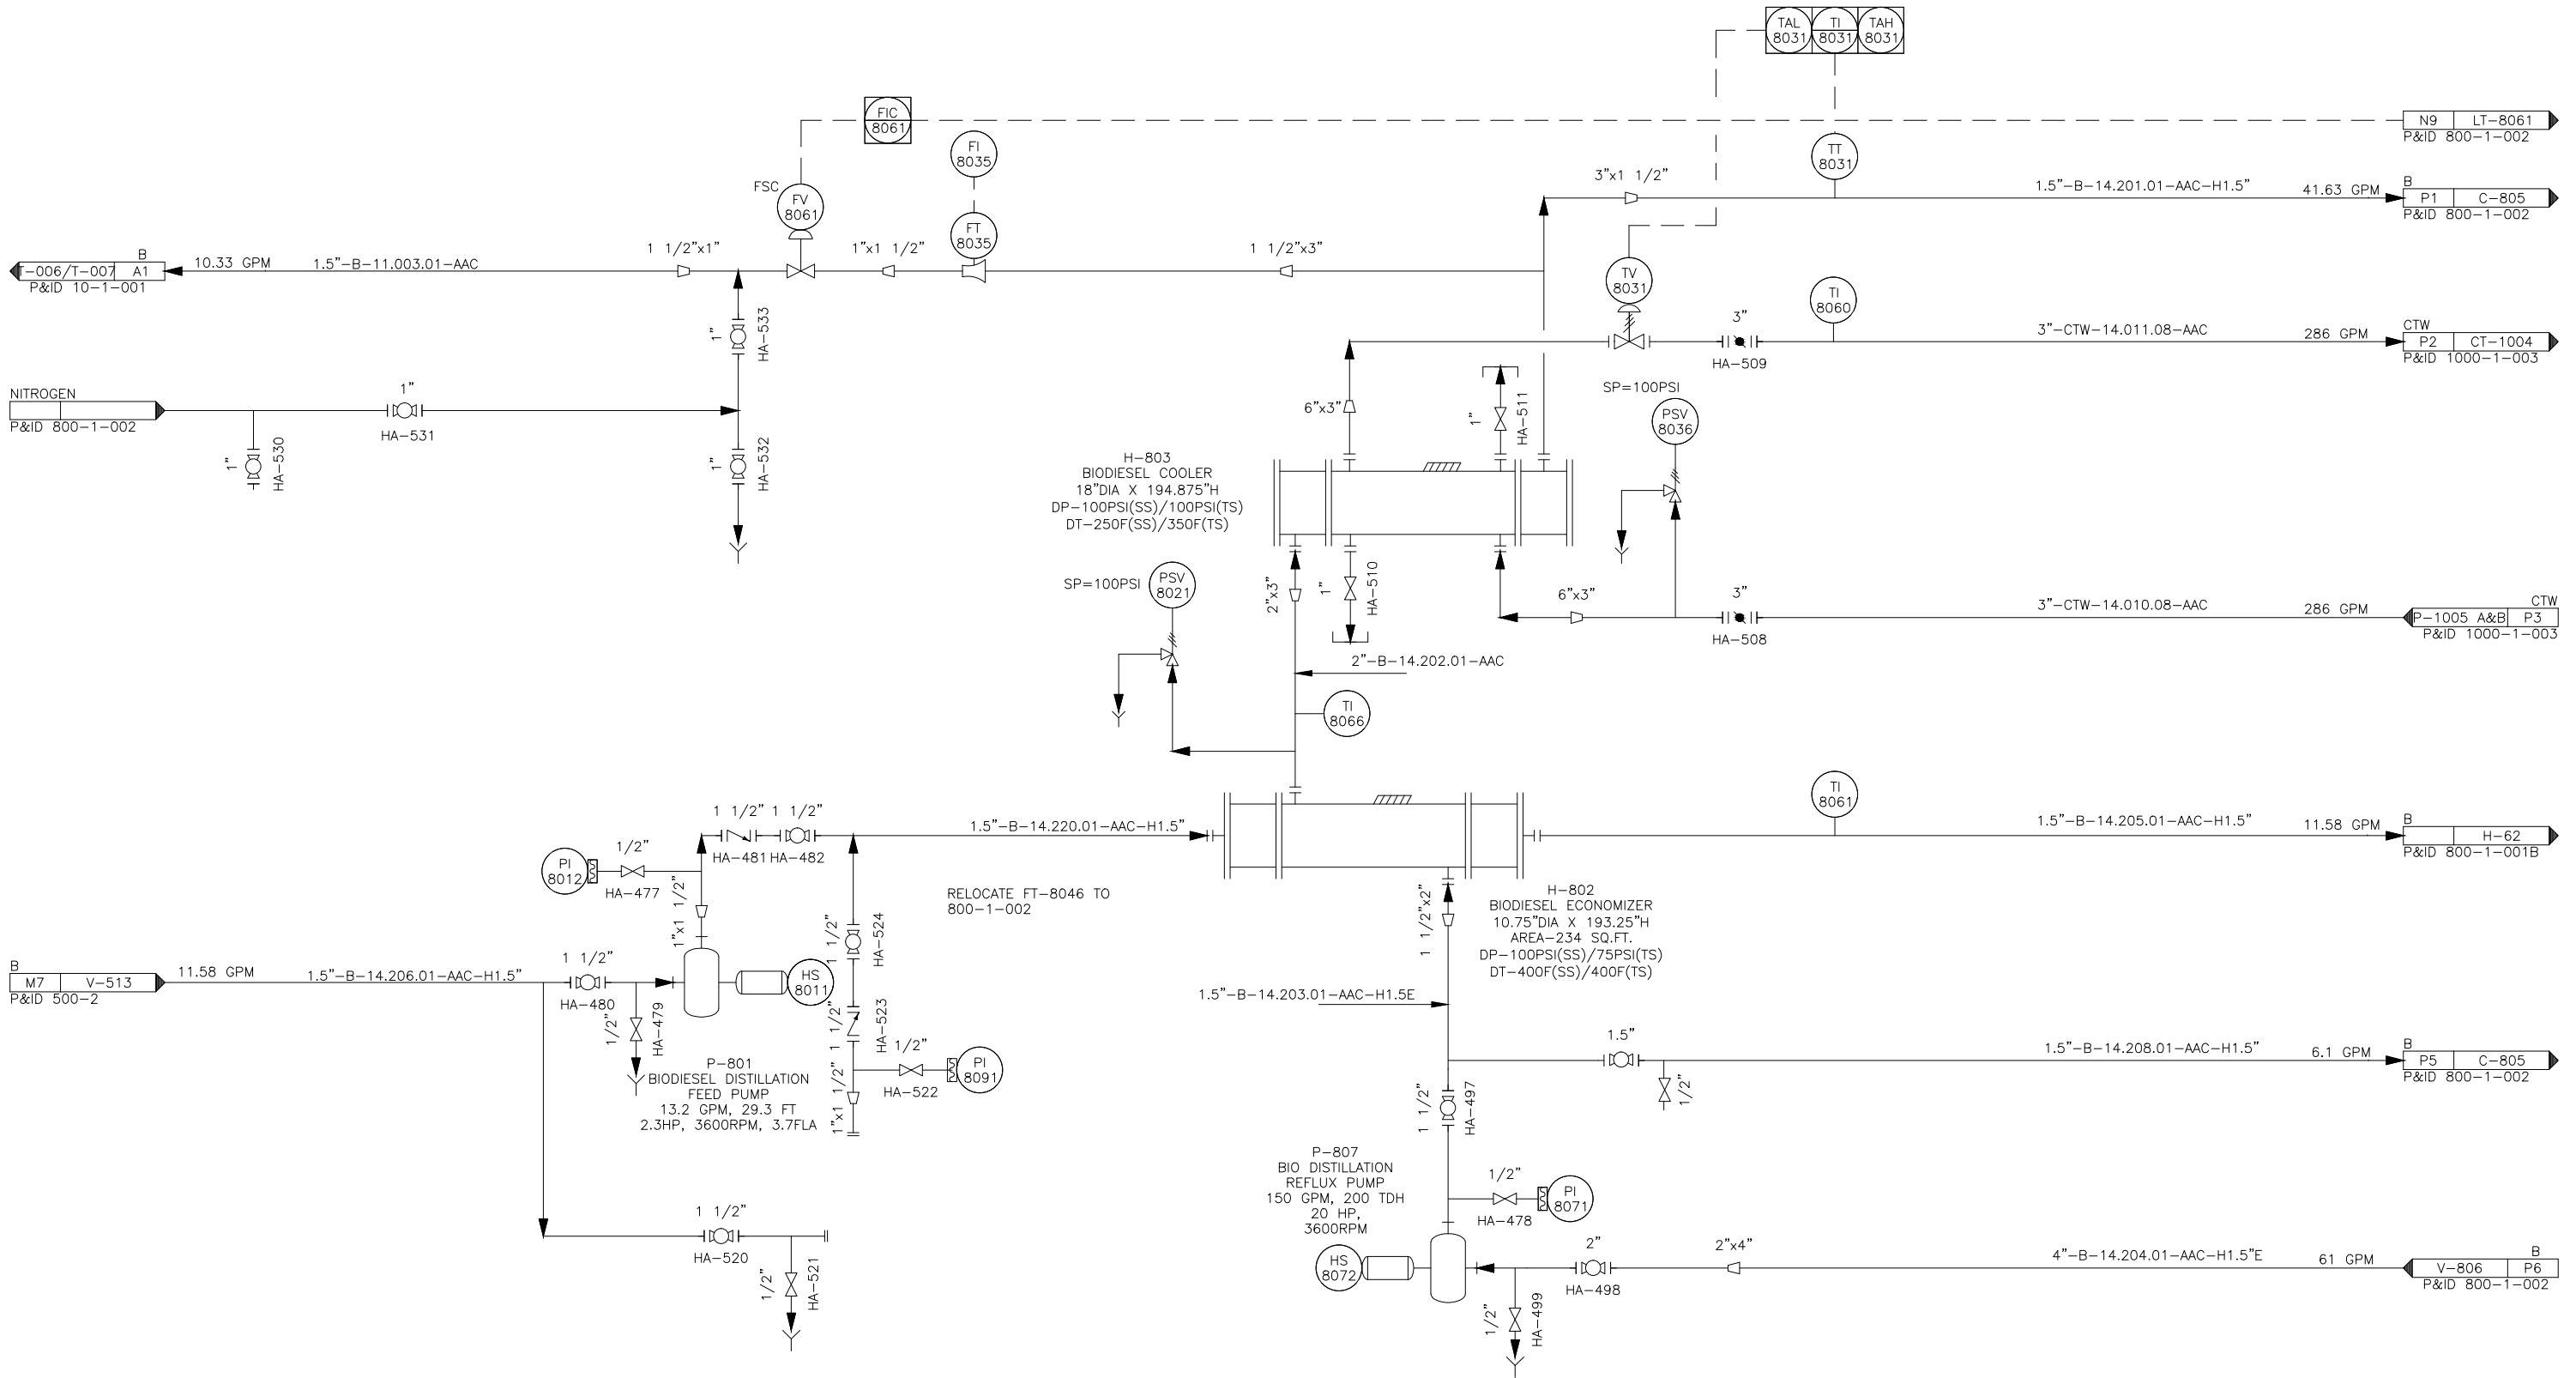 TAL
8031
TI
8031
TAH
8031
FIC
8061
N9 LT-8061
P&ID 800-1-002
FI
8035
TT
8031
FSC
FV
8061
FT
8035
3"x1 1/2"
1.5"-B-14.201.01-AAC-H1.5"
41.63 GPM
B
P1 C-805
P&ID 800-1-002
B
T-006/T-007 A1
P&ID 10-1-001
10.33 GPM
1.5"-B-11.003.01-AAC
1 1/2"x1"
1"x1 1/2"
1 1/2"x3"
TV
8031
TI
8060
3"
HA-509
3"-CTW-14.011.08-AAC
286 GPM
CTW
P2 CT-1004
P&ID 1000-1-003
1"
HA-533
NITROGEN
P&ID 800-1-002
1"
HA-531
1"
HA-530
1"
HA-532
6"x3"
1"
HA-511
SP=100PSI
PSV
8036
H-803
BIODIESEL COOLER
18"DIA X 194.875"H
DP-100PSI(SS)/100PSI(TS)
DT-250F(SS)/350F(TS)
SP=100PSI
PSV
8021
2"x3"
1"
HA-510
6"x3"
3"
HA-508
3"-CTW-14.010.08-AAC
286 GPM
CTW
P-1005 A&B P3
P&ID 1000-1-003
2"-B-14.202.01-AAC
TI
8066
TI
8061
1 1/2"
1 1/2"
HA-481
HA-482
1.5"-B-14.220.01-AAC-H1.5"
1.5"-B-14.205.01-AAC-H1.5"
11.58 GPM
B
H-62
P&ID 800-1-001B
PI
8012
1/2"
HA-477
1"x1 1/2"
RELOCATE FT-8046 TO
800-1-002
1 1/2"
HA-524
1 1/2"x2"
H-802
BIODIESEL ECONOMIZER
10.75"DIA X 193.25"H
AREA-234 SQ.FT.
DP-100PSI(SS)/75PSI(TS)
DT-400F(SS)/400F(TS)
B
M7 V-513
P&ID 500-2
11.58 GPM
1.5"-B-14.206.01-AAC-H1.5"
1 1/2"
HA-480
HS
8011
1/2"
HA-479
1 1/2"
HA-523
1.5"-B-14.203.01-AAC-H1.5E
P-801
BIODIESEL DISTILLATION
FEED PUMP
13.2 GPM, 29.3 FT
2.3HP, 3600RPM, 3.7FLA
1/2"
HA-522
PI
8091
1"x1 1/2"
1.5"
1/2"
1.5"-B-14.208.01-AAC-H1.5"
6.1 GPM
B
P5 C-805
P&ID 800-1-002
1 1/2"
HA-497
P-807
BIO DISTILLATION
REFLUX PUMP
150 GPM, 200 TDH
20 HP,
3600RPM
1/2"
HA-478
PI
8071
1 1/2"
HA-520
1/2"
HA-521
HS
8072
2"
HA-498
2"x4"
1/2"
HA-499
4"-B-14.204.01-AAC-H1.5"E
61 GPM
B
V-806 P6
P&ID 800-1-002